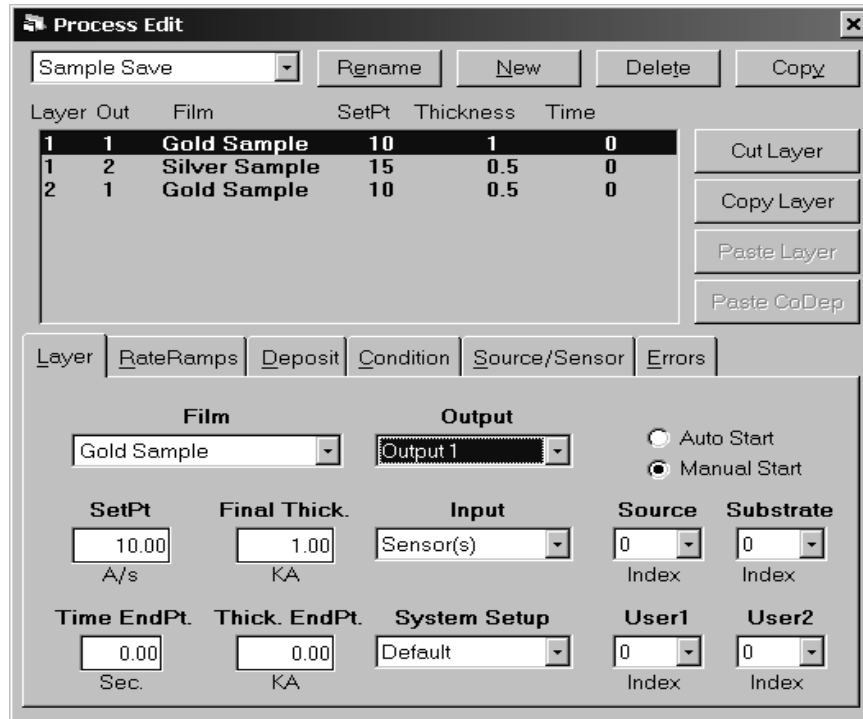 Process Edit
Sample Save Rename New Delete Copy
Layer Out Film SetPt Thickness Time
1 1 Gold Sample 10 1 0
1 2 Silver Sample 15 0.5 0
2 1 Gold Sample 10 0.5 0
Cut Layer
Copy Layer
Paste Layer
Paste CoDep
Layer RateRamps Deposit Condition Source/Sensor Errors
Film Output
Gold Sample Output 1
Auto Start
Manual Start
SetPt Final Thick. Input Source Substrate
10.00 1.00 Sensor(s) 0 0
A/s KA Index Index
Time EndPt. Thick. EndPt. System Setup User1 User2
0.00 0.00 Default 0 0
Sec. KA Index Index